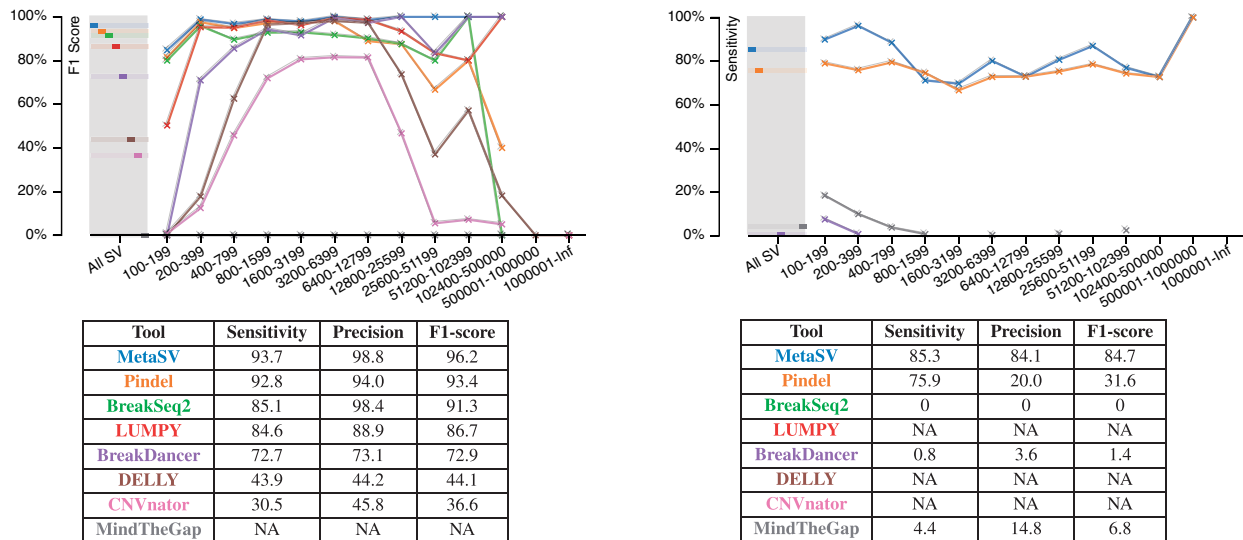 F1 Score
100%
80%
60%
40%
20%
0%
All SV
100-199
200-399
400-799
800-1599
1600-3199
3200-6399
6400-12799
12800-25599
25600-51199
51200-102399
102400-500000
500001-1000000
1000001-Inf
Tool Sensitivity Precision F1-score
MetaSV 93.7 98.8 96.2
Pindel 92.8 94.0 93.4
BreakSeq2 85.1 98.4 91.3
LUMPY 84.6 88.9 86.7
BreakDancer 72.7 73.1 72.9
DELLY 43.9 44.2 44.1
CNVnator 30.5 45.8 36.6
MindTheGap NA NA NA
Sensitivity
100%
80%
60%
40%
20%
0%
All SV
100-199
200-399
400-799
800-1599
1600-3199
3200-6399
6400-12799
12800-25599
25600-51199
51200-102399
102400-500000
500001-1000000
1000001-Inf
Tool Sensitivity Precision F1-score
MetaSV 85.3 84.1 84.7
Pindel 75.9 20.0 31.6
BreakSeq2 0 0 0
LUMPY NA NA NA
BreakDancer 0.8 3.6 1.4
DELLY NA NA NA
CNVnator NA NA NA
MindTheGap 4.4 14.8 6.8